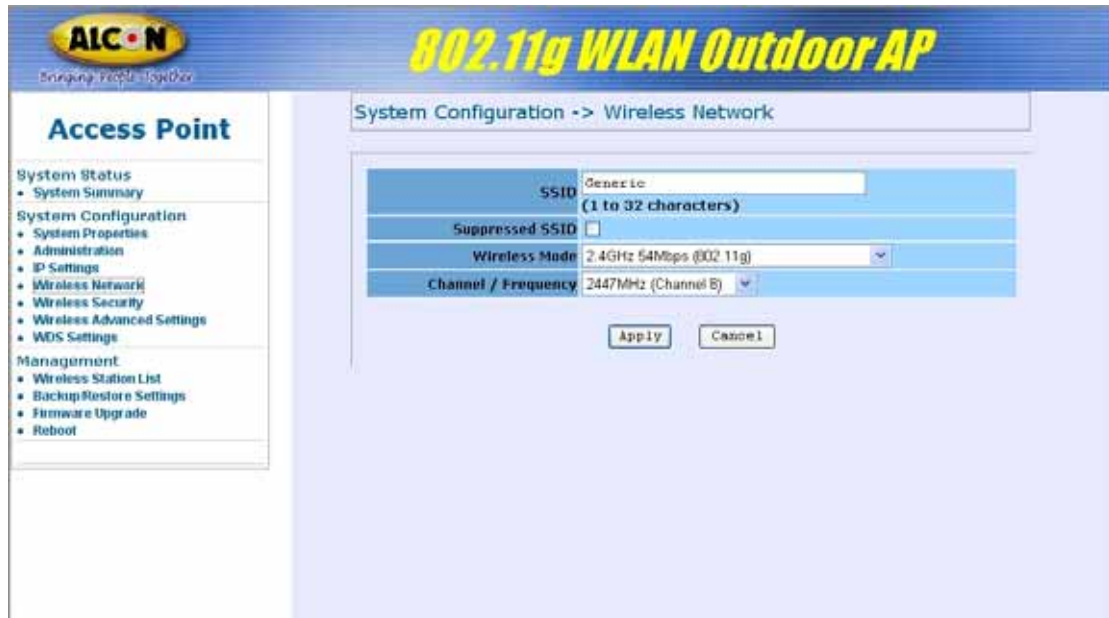 ALCON
Bringing People Together
802.11g WLAN Outdoor AP
Access Point
System Status
System Summary
System Configuration
System Properties
Administration
IP Settings
Wireless Network
Wireless Security
Wireless Advanced Settings
WDS Settings
Management
Wireless Station List
Backup/Restore Settings
Firmware Upgrade
Reboot
System Configuration -> Wireless Network
SSID Generic
(1 to 32 characters)
Suppressed SSID
Wireless Mode 2.4GHz 54Mbps (802.11g)
Channel / Frequency 2447MHz (Channel 8)
Apply Cancel